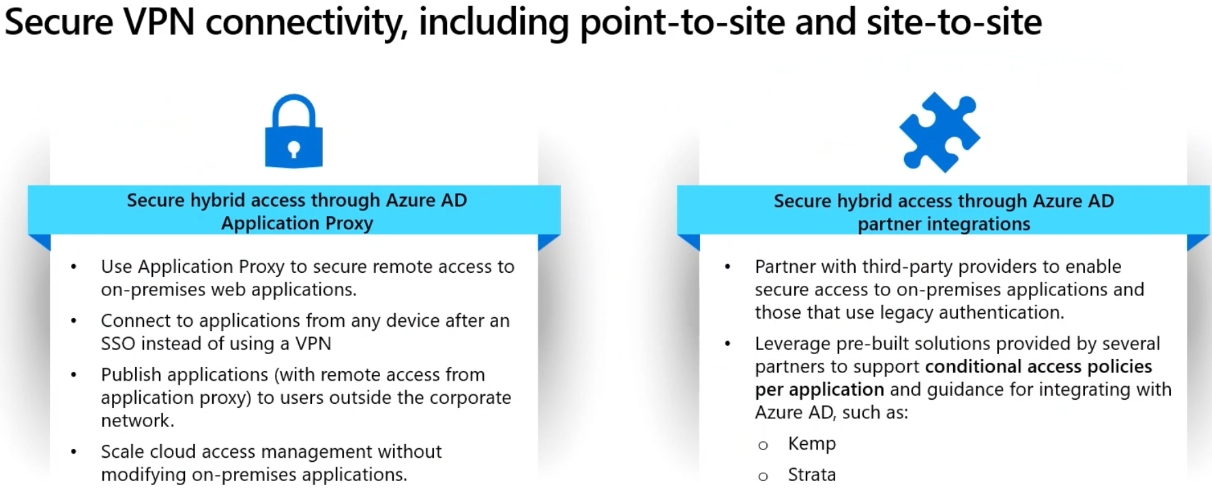 Secure VPN connectivity, including point-to-site and site-to-site
Secure hybrid access through Azure AD
Application Proxy
• Use Application Proxy to secure remote access to
on-premises web applications.
• Connect to applications from any device after an
SSO instead of using a VPN
• Publish applications (with remote access from
application proxy) to users outside the corporate
network.
• Scale cloud access management without
modifying on-premises applications.
Secure hybrid access through Azure AD
partner integrations
• Partner with third-party providers to enable
secure access to on-premises applications and
those that use legacy authentication.
• Leverage pre-built solutions provided by several
partners to support conditional access policies
per application and guidance for integrating with
Azure AD, such as:
o Kemp
o Strata